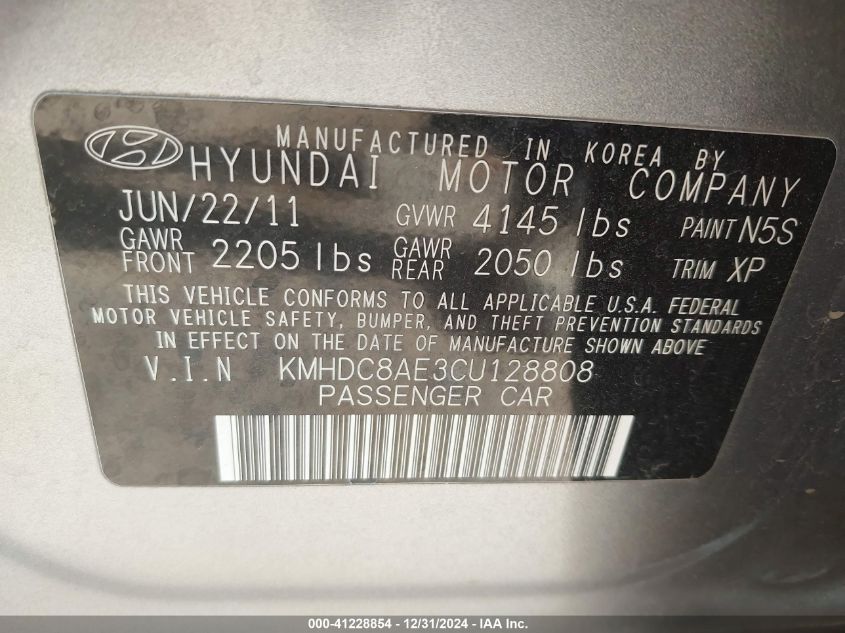 MANUFACTURED IN KOREA BY
HYUNDAI MOTOR COMPANY
JUN/22/11 GVWR 4145 lbs PAINT N5S
GAWR FRONT 2205 lbs GAWR REAR 2050 lbs TRIM XP
THIS VEHICLE CONFORMS TO ALL APPLICABLE U.S.A. FEDERAL
MOTOR VEHICLE SAFETY, BUMPER, AND THEFT PREVENTION STANDARDS
IN EFFECT ON THE DATE OF MANUFACTURE SHOWN ABOVE
V.I.N KMHDC8AE3CU128808
PASSENGER CAR
000-41228854 - 12/31/2024 - IAA Inc.